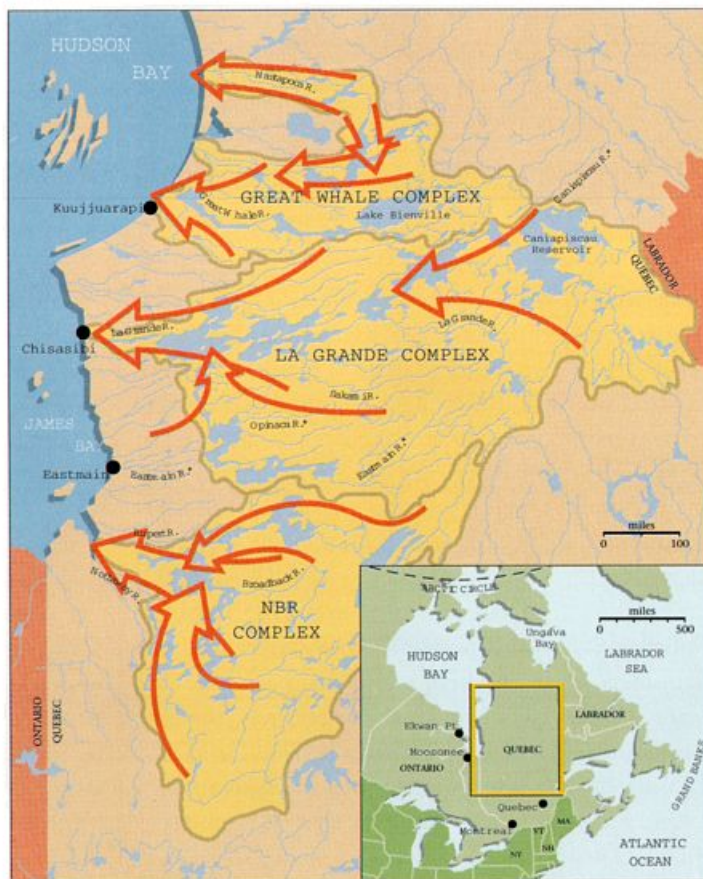 HUDSON
BAY
Nastapoca R.
Caniapiscau R.*
GREAT WHALE COMPLEX
Great Whale R.
Kuujjuarapi
Lake Bienville
Caniapiscau
Reservoir
LABRADOR
QUEBEC
La Grande R.
La Grande R.
Chisasibi
LA GRANDE COMPLEX
Sakami R.
JAMES
BAY
Opinaca R.*
Eastmain R.*
Eastmain
Eastmain R.*
miles
0
100
Rupert R.
Nottaway R.
Broadback R.
NBR
COMPLEX
ONTARIO
QUEBEC
ARCTIC CIRCLE
miles
0
500
Ungava
Bay
HUDSON
BAY
LABRADOR
SEA
Ekwan Pt.
LABRADOR
Moosonee
QUEBEC
ONTARIO
GRAND BANKS
Quebec
Montreal
VT
MA
NH
NY
ATLANTIC
OCEAN